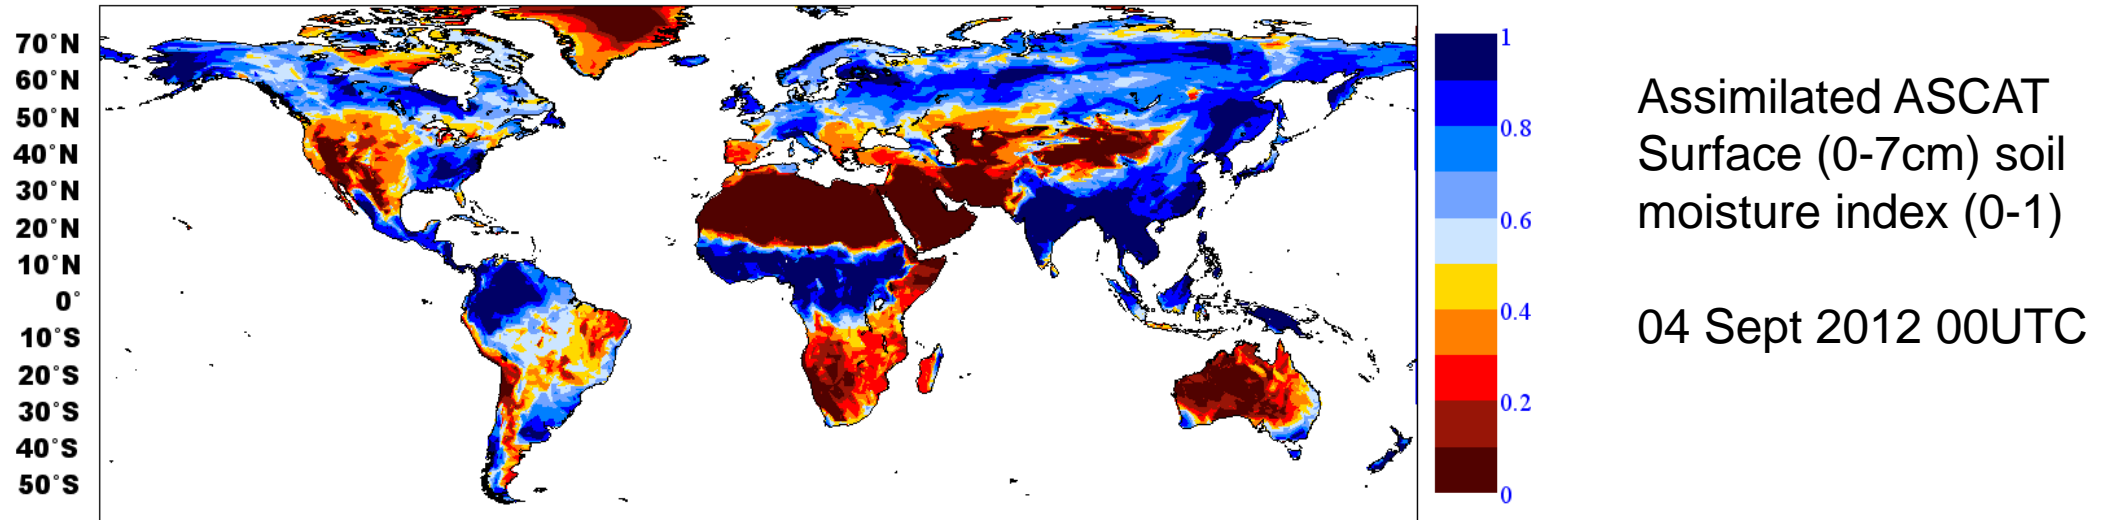 70°N
60°N
50°N
40°N
30°N
20°N
10°N
0°
10°S
20°S
30°S
40°S
50°S
1
0.8
0.6
0.4
0.2
0
Assimilated ASCAT
Surface (0-7cm) soil
moisture index (0-1)
04 Sept 2012 00UTC